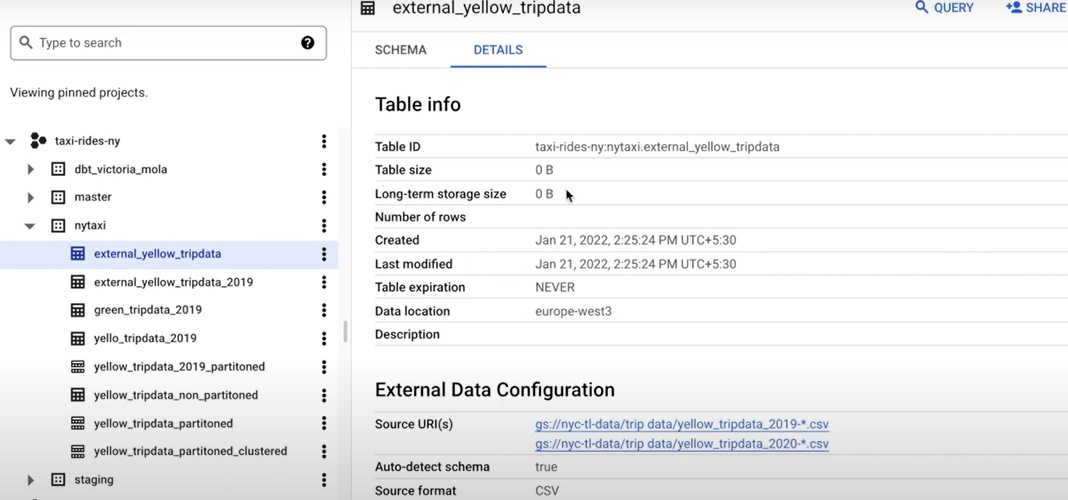 external_yellow_tripdata
QUERY
SHARE
Type to search
?
SCHEMA
DETAILS
Viewing pinned projects.
taxi-rides-ny
dbt_victoria_mola
master
nytaxi
external_yellow_tripdata
external_yellow_tripdata_2019
green_tripdata_2019
yello_tripdata_2019
yellow_tripdata_2019_partitoned
yellow_tripdata_non_partitoned
yellow_tripdata_partitoned
yellow_tripdata_partitoned_clustered
staging
Table info
Table ID taxi-rides-ny:nytaxi.external_yellow_tripdata
Table size 0 B
Long-term storage size 0 B
Number of rows
Created Jan 21, 2022, 2:25:24 PM UTC+5:30
Last modified Jan 21, 2022, 2:25:24 PM UTC+5:30
Table expiration NEVER
Data location europe-west3
Description
External Data Configuration
Source URI(s) gs://nyc-tl-data/trip data/yellow_tripdata_2019-*.csv
gs://nyc-tl-data/trip data/yellow_tripdata_2020-*.csv
Auto-detect schema true
Source format CSV